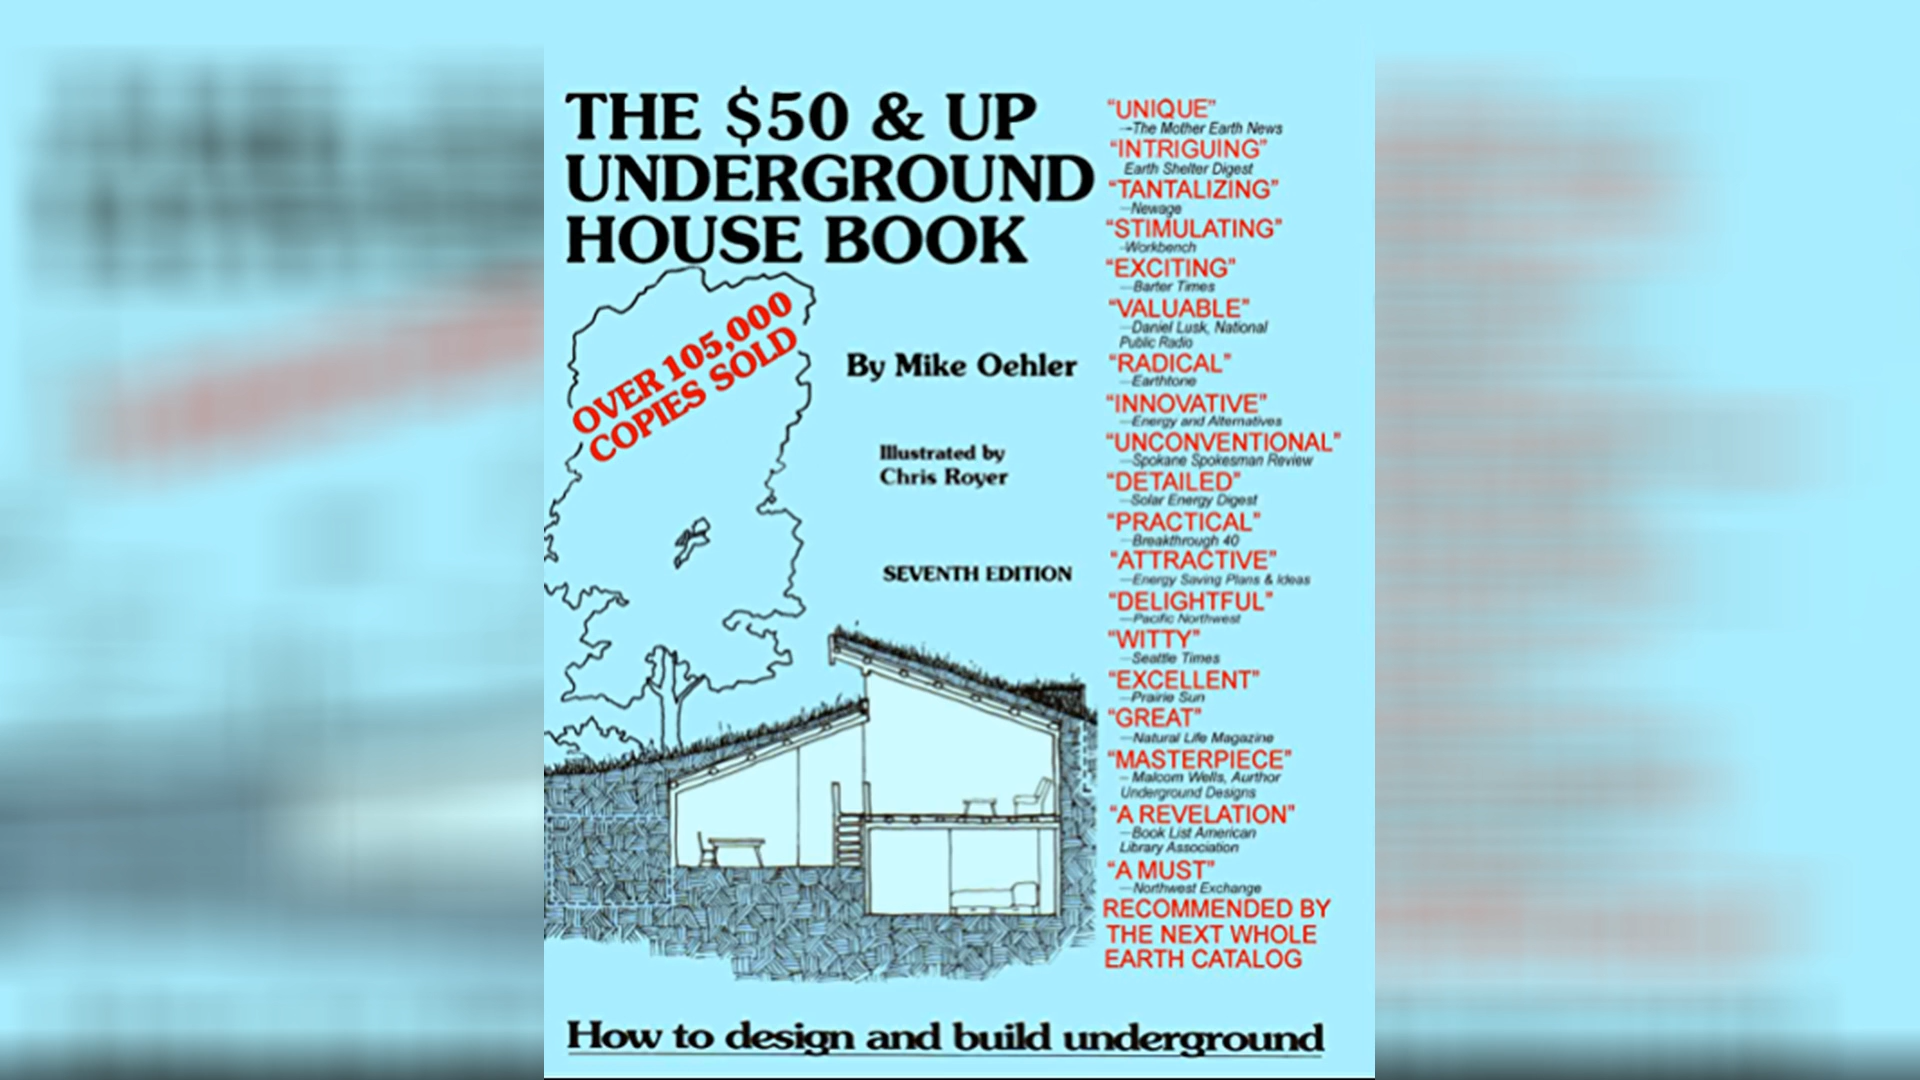 THE $50 & UP
UNDERGROUND
HOUSE BOOK
OVER 105,000
COPIES SOLD
By Mike Oehler
Illustrated by
Chris Royer
SEVENTH EDITION
"UNIQUE"
—The Mother Earth News
"INTRIGUING"
Earth Shelter Digest
"TANTALIZING"
—Newage
"STIMULATING"
-Workbench
"EXCITING"
—Barter Times
"VALUABLE"
—Daniel Lusk, National
Public Radio
"RADICAL"
—Earthtone
"INNOVATIVE"
—Energy and Alternatives
"UNCONVENTIONAL"
—Spokane Spokesman Review
"DETAILED"
—Solar Energy Digest
"PRACTICAL"
—Breakthrough 40
"ATTRACTIVE"
—Energy Saving Plans & Ideas
"DELIGHTFUL"
—Pacific Northwest
"WITTY"
—Seattle Times
"EXCELLENT"
—Prairie Sun
"GREAT"
—Natural Life Magazine
"MASTERPIECE"
– Malcom Wells, Aurthor
Underground Designs
"A REVELATION"
—Book List American
Library Association
"A MUST"
—Northwest Exchange
RECOMMENDED BY
THE NEXT WHOLE
EARTH CATALOG
How to design and build underground